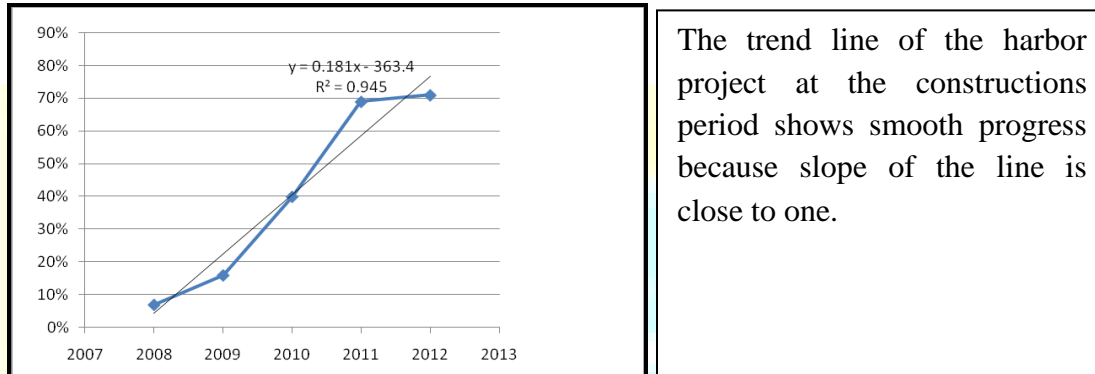 90%
80%
70%
60%
50%
40%
30%
20%
10%
0%
y = 0.181x - 363.4
R² = 0.945
2007 2008 2009 2010 2011 2012 2013
The trend line of the harbor
project at the constructions
period shows smooth progress
because slope of the line is
close to one.